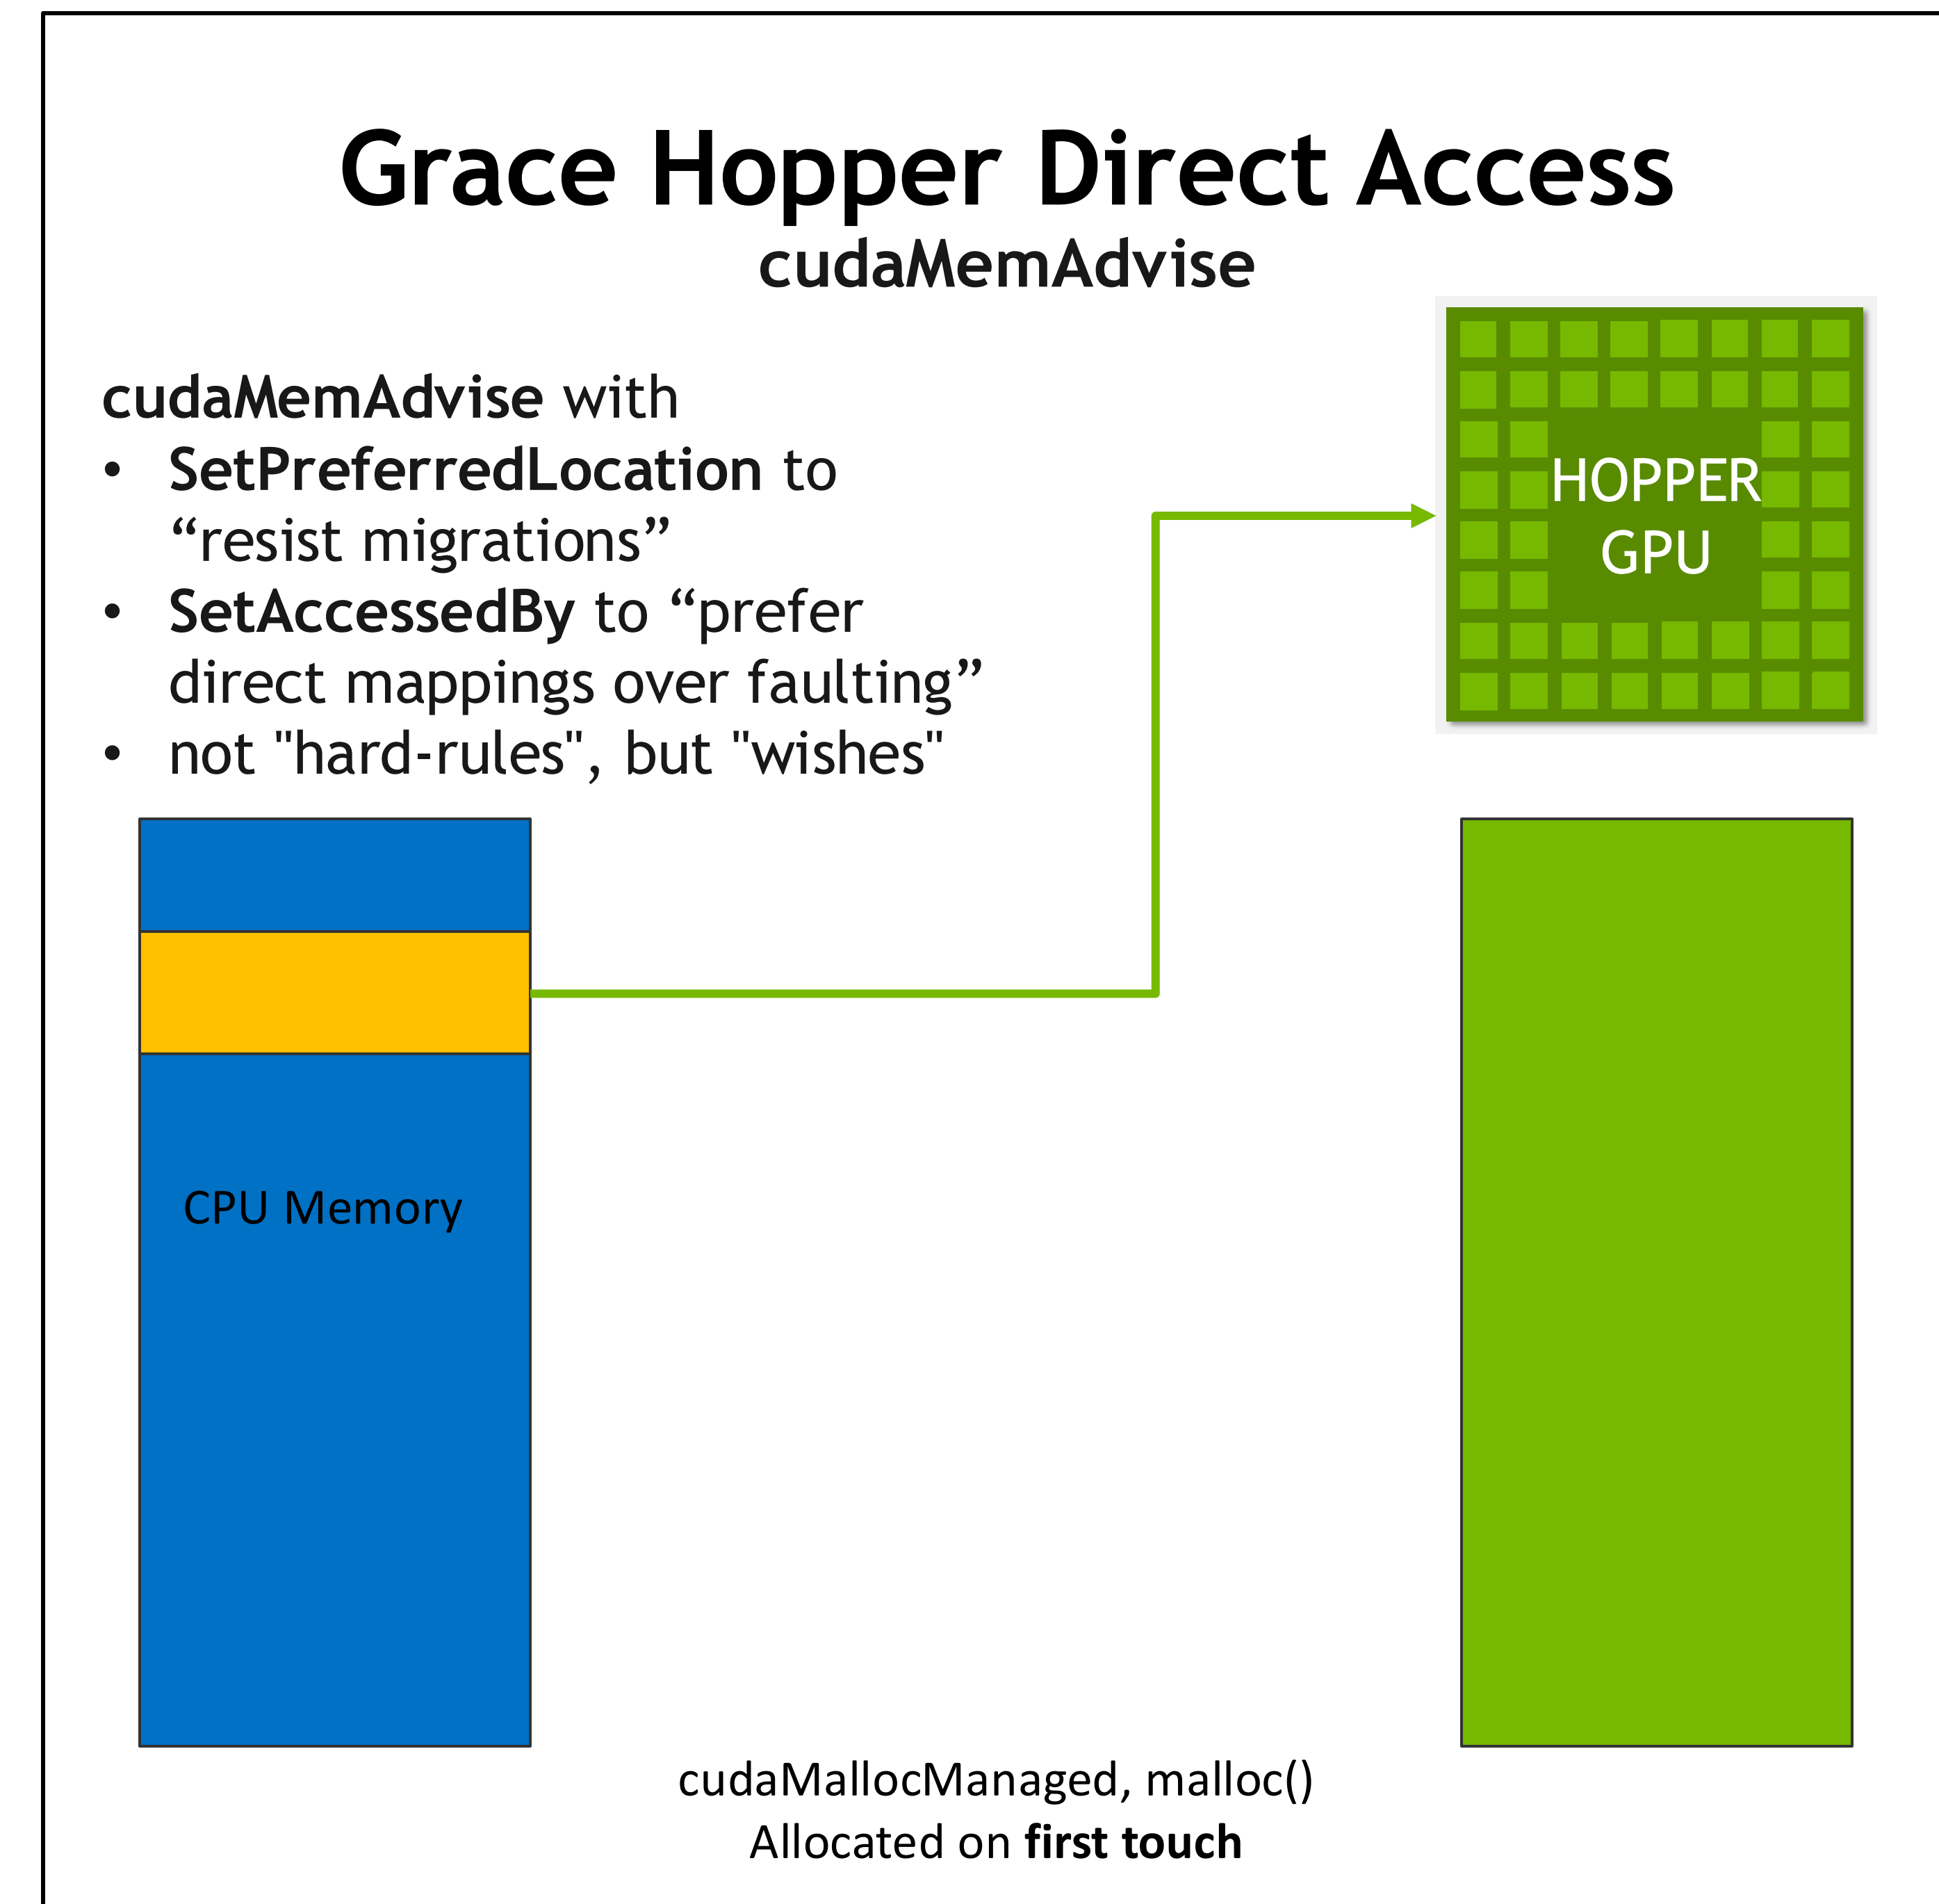 Grace Hopper Direct Access
cudaMemAdvise
cudaMemAdvise with
• SetPreferredLocation to
“resist migrations”
• SetAccessedBy to “prefer
direct mappings over faulting”
• not "hard-rules", but "wishes"
HOPPER
GPU
CPU Memory
cudaMallocManaged, malloc()
Allocated on first touch